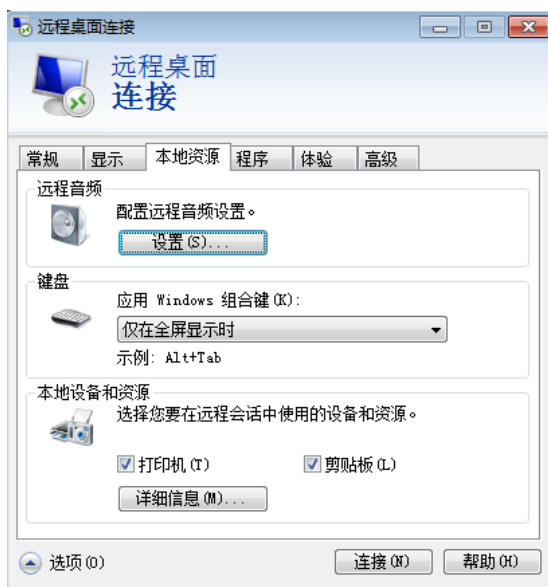 远程桌面连接
远程桌面
连接
常规 显示 本地资源 程序 体验 高级
远程音频
配置远程音频设置。
设置(S)...
键盘
应用 Windows 组合键(K):
仅在全屏显示时
示例: Alt+Tab
本地设备和资源
选择您要在远程会话中使用的设备和资源。
打印机(T) 剪贴板(L)
详细信息(M)...
选项(O) 连接(N) 帮助(H)